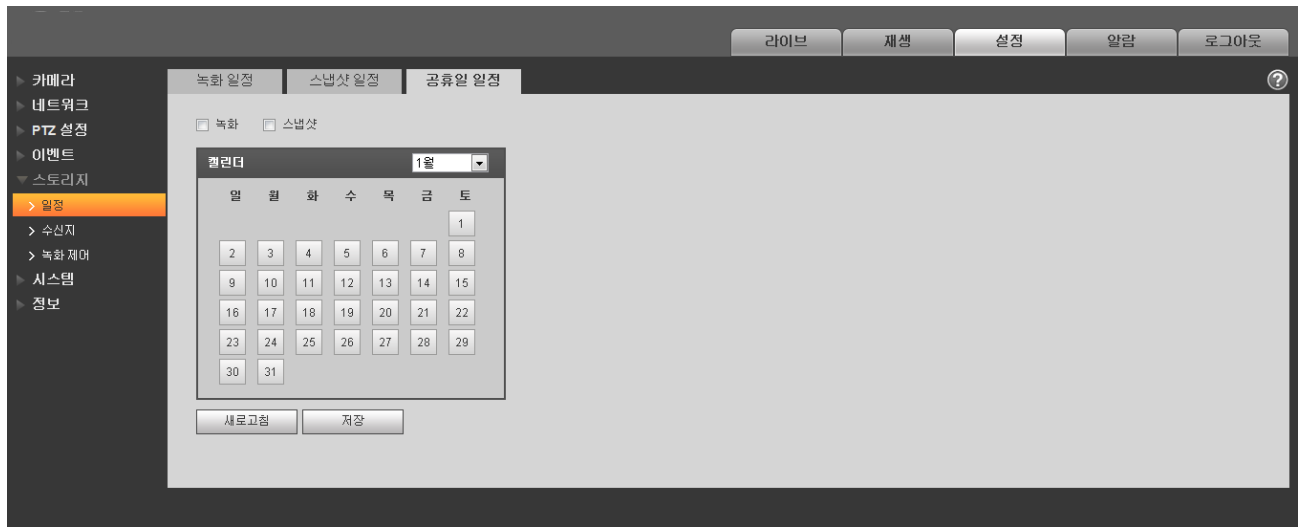 라이브 재생 설정 알람 로그아웃
카메라
네트워크
PTZ 설정
이벤트
스토리지
일정
수신지
녹화 제어
시스템
정보
녹화 일정 스냅샷 일정 공휴일 일정
?
녹화 스냅샷
캘린더 1월
일 월 화 수 목 금 토
1
2 3 4 5 6 7 8
9 10 11 12 13 14 15
16 17 18 19 20 21 22
23 24 25 26 27 28 29
30 31
새로고침 저장